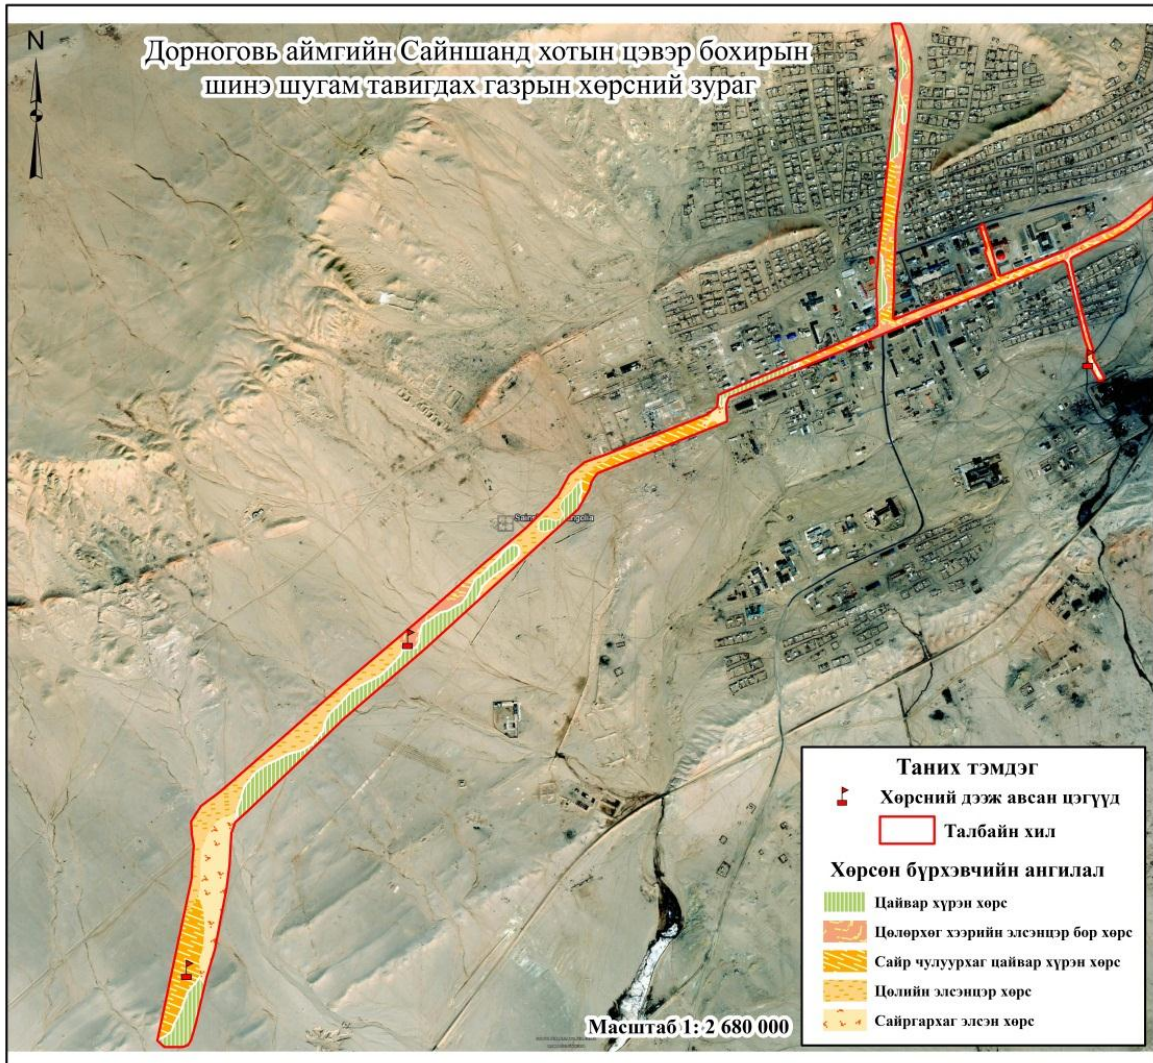 N
Дорноговь аймгийн Сайншанд хотын цэвэр бохирын
шинэ шугам тавигдах газрын хөрсний зураг
Таних тэмдэг
Хөрсний дээж авсан цэгүүд
Талбайн хил
Хөрсөн бүрхэвчийн ангилал
Цайвар хүрэн хөрс
Цөлөрхөг хээрийн элсэнцэр бор хөрс
Сайр чулуурхаг цайвар хүрэн хөрс
Цөлийн элсэнцэр хөрс
Сайргархаг элсэн хөрс
Масштаб 1: 2 680 000